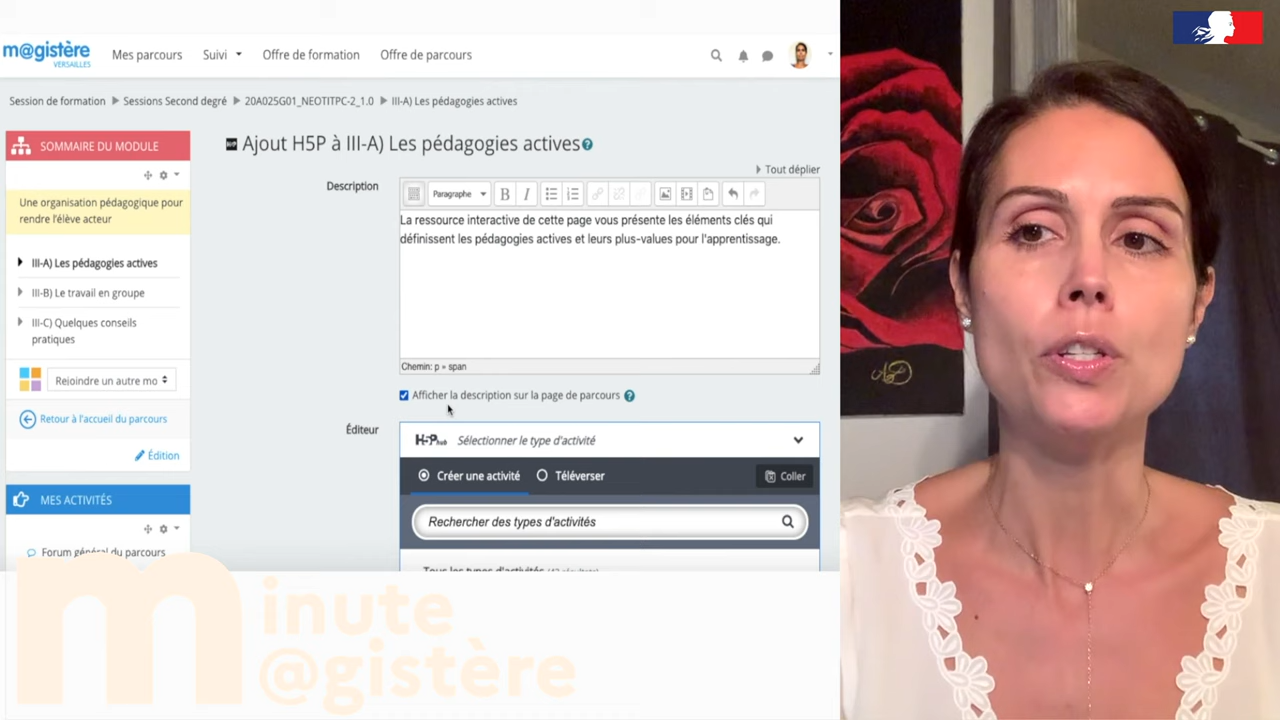 m@gistère
VERSAILLES
Mes parcours Suivi Offre de formation Offre de parcours
Session de formation Sessions Second degré 20A025G01_NEOTITPC-2_1.0 III-A) Les pédagogies actives
SOMMAIRE DU MODULE
Une organisation pédagogique pour
rendre l'élève acteur
III-A) Les pédagogies actives
III-B) Le travail en groupe
III-C) Quelques conseils
pratiques
Rejoindre un autre mo
Retour à l'accueil du parcours
Édition
MES ACTIVITÉS
Forum général du parcours
Ajout H5P à III-A) Les pédagogies actives
Tout déplier
Description
Paragraphe B I
La ressource interactive de cette page vous présente les éléments clés qui
définissent les pédagogies actives et leurs plus-values pour l'apprentissage.
Chemin: p » span
Afficher la description sur la page de parcours
Éditeur
H5P hub Sélectionner le type d'activité
Créer une activité Téléverser Coller
Rechercher des types d'activités
Tous les types d'activités
minute
m@gistère